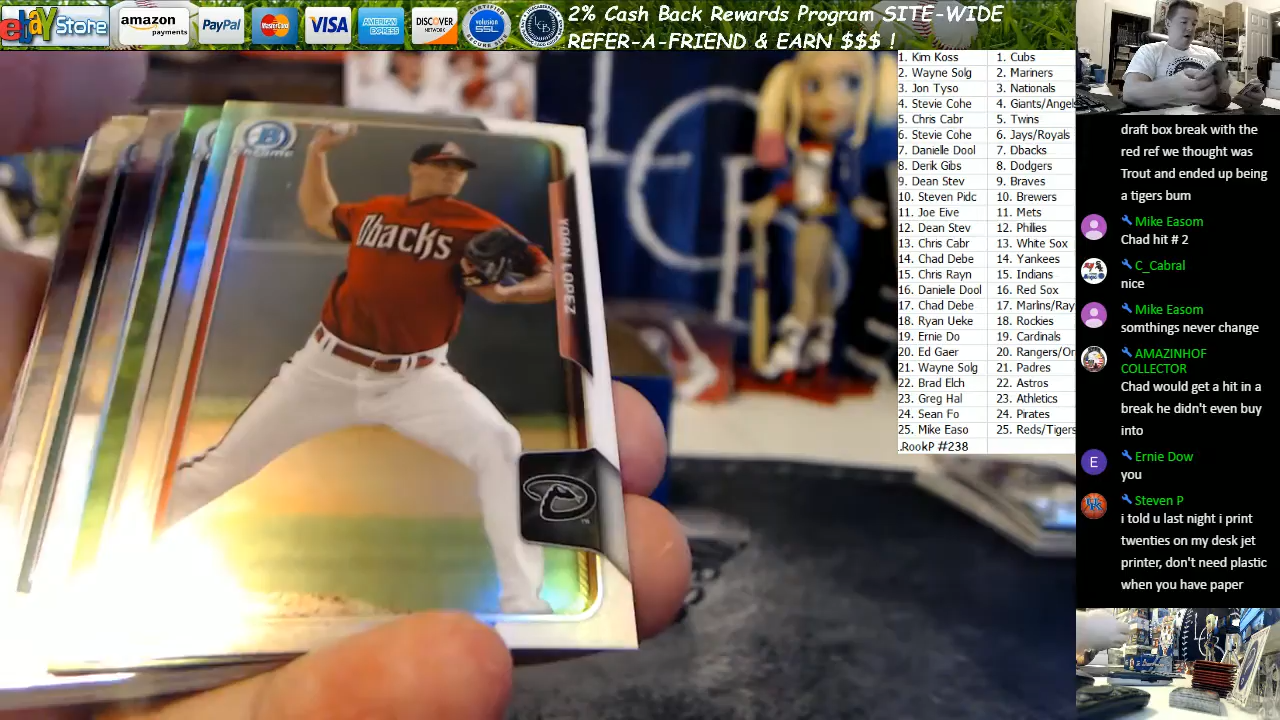 ebay Store
amazon
payments
PayPal
MasterCard
VISA
AMERICAN
EXPRESS
DISCOVER
NETWORK
volusion
SSL
CERTIFIED
2% Cash Back Rewards Program SITE-WIDE
REFER-A-FRIEND & EARN $$$ !
1. Kim Koss 1. Cubs
2. Wayne Solg 2. Mariners
3. Jon Tyso 3. Nationals
4. Stevie Cohe 4. Giants/Angels
5. Chris Cabr 5. Twins
6. Stevie Cohe 6. Jays/Royals
7. Danielle Dool 7. Dbacks
8. Derik Gibs 8. Dodgers
9. Dean Stev 9. Braves
10. Steven Pidc 10. Brewers
11. Joe Eive 11. Mets
12. Dean Stev 12. Phillies
13. Chris Cabr 13. White Sox
14. Chad Debe 14. Yankees
15. Chris Rayn 15. Indians
16. Danielle Dool 16. Red Sox
17. Chad Debe 17. Marlins/Ray
18. Ryan Ueke 18. Rockies
19. Ernie Do 19. Cardinals
20. Ed Gaer 20. Rangers/Or
21. Wayne Solg 21. Padres
22. Brad Elch 22. Astros
23. Greg Hal 23. Athletics
24. Sean Fo 24. Pirates
25. Mike Easo 25. Reds/Tigers
.RookP #238
draft box break with the
red ref we thought was
Trout and ended up being
a tigers bum
Mike Easom
Chad hit # 2
C_Cabral
nice
Mike Easom
somthings never change
AMAZINHOF
COLLECTOR
Chad would get a hit in a
break he didn't even buy
into
E
Ernie Dow
you
Steven P
i told u last night i print
twenties on my desk jet
printer, don't need plastic
when you have paper
B
Chrome
Dbacks
YOAN LOPEZ